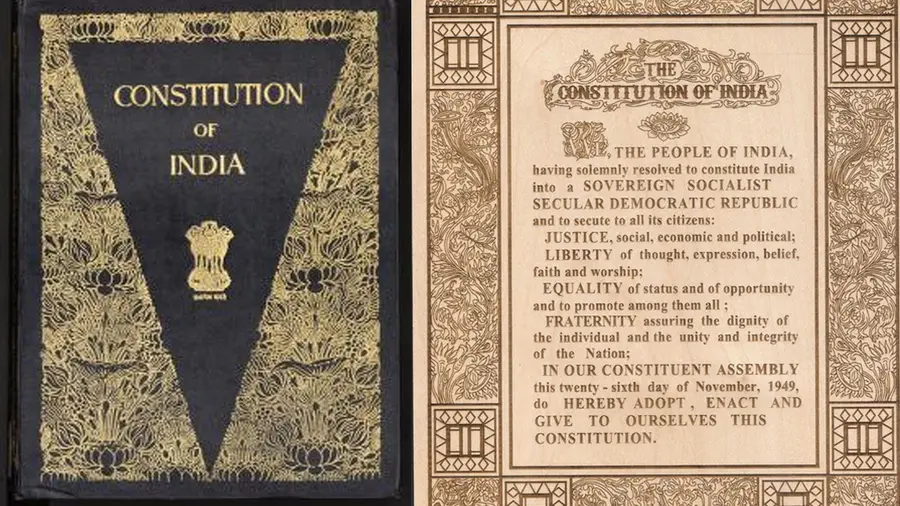 CONSTITUTION
OF
INDIA
THE
CONSTITUTION OF INDIA
WE, THE PEOPLE OF INDIA,
having solemnly resolved to constitute India
into a SOVEREIGN SOCIALIST
SECULAR DEMOCRATIC REPUBLIC
and to secute to all its citizens:
JUSTICE, social, economic and political;
LIBERTY of thought, expression, belief,
faith and worship;
EQUALITY of status and of opportunity
and to promote among them all ;
FRATERNITY assuring the dignity of
the individual and the unity and integrity
of the Nation;
IN OUR CONSTITUENT ASSEMBLY
this twenty - sixth day of November, 1949,
do HEREBY ADOPT , ENACT AND
GIVE TO OURSELVES THIS
CONSTITUTION.